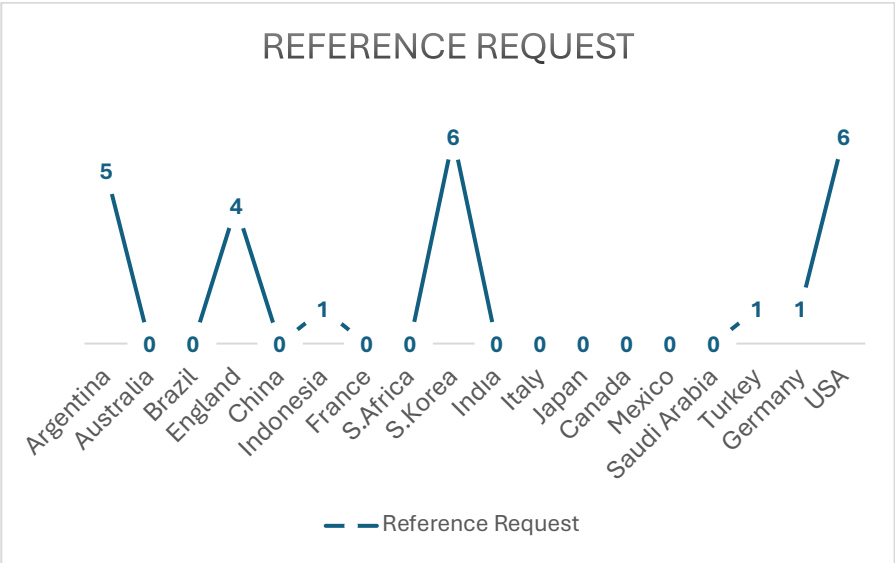 REFERENCE REQUEST
6 6
5
4
1 1 1
0 0 0 0 0 0 0 0 0 0 0
Argentina
Australia
Brazil
England
China
Indonesia
France
S.Africa
S.Korea
India
Italy
Japan
Canada
Mexico
Saudi Arabia
Turkey
Germany
USA
Reference Request